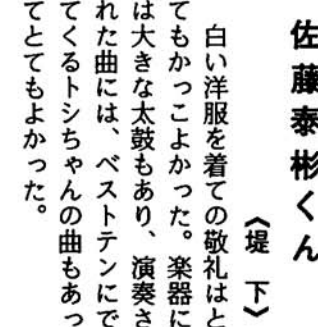 佐藤泰彬くん
〈堤　下〉
　白い洋服を着ての敬礼はと
てもかっこよかった。楽器に
は大きな太鼓もあり、演奏さ
れた曲には、ベストテンにで
てくるトシちゃんの曲もあっ
てとてもよかった。